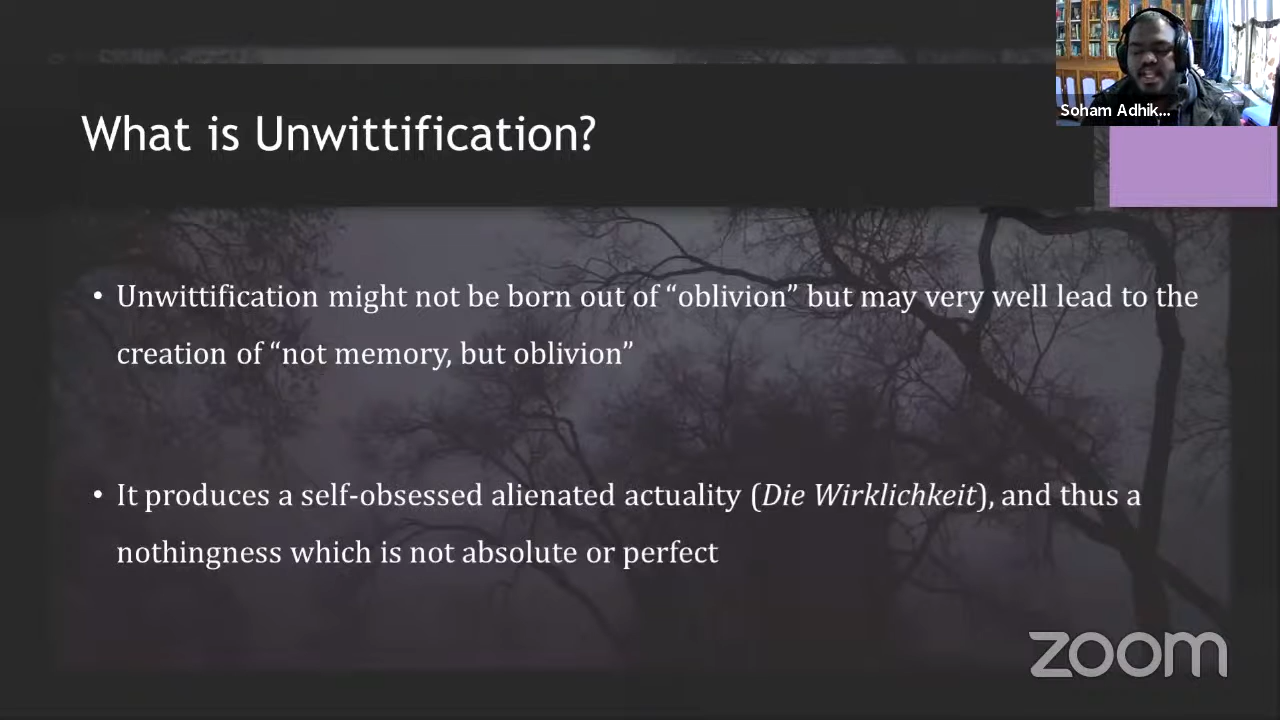 Soham Adhik...
What is Unwittification?
• Unwittification might not be born out of “oblivion” but may very well lead to the
creation of “not memory, but oblivion”
• It produces a self-obsessed alienated actuality (Die Wirklichkeit), and thus a
nothingness which is not absolute or perfect
zoom